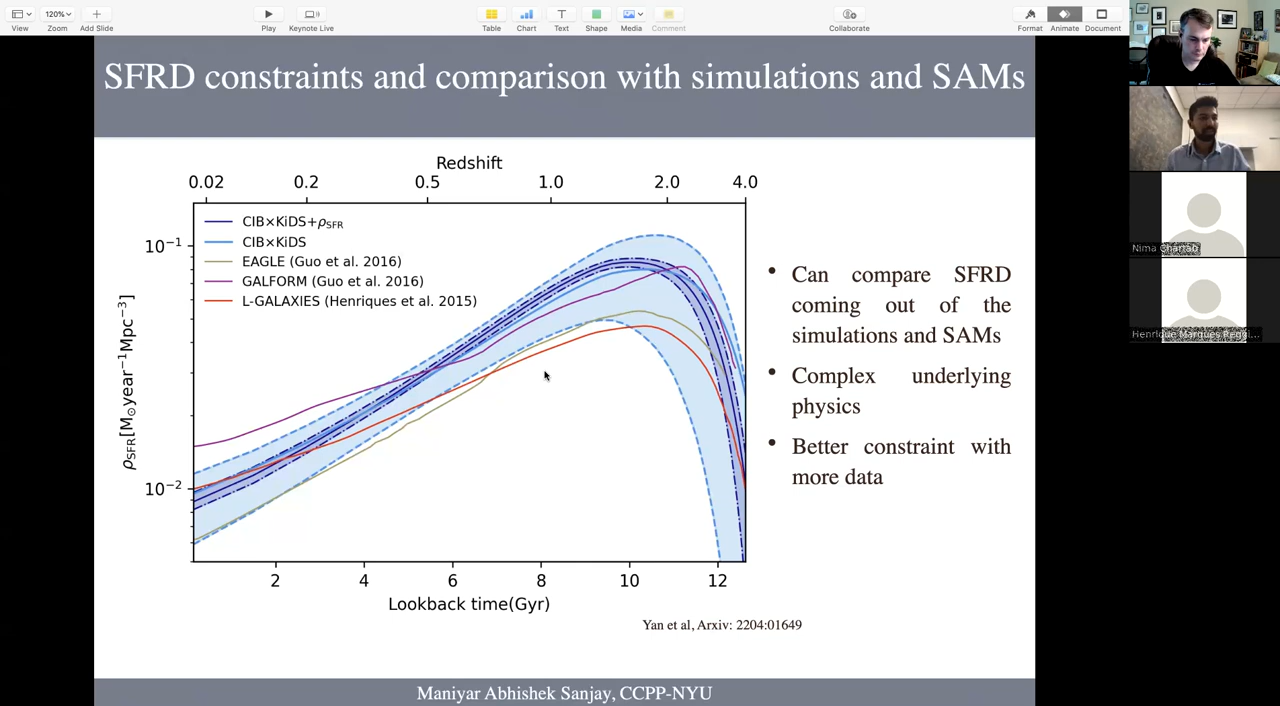 View
120%
Zoom
Add Slide
Play
Keynote Live
Table
Chart
Text
Shape
Media
Comment
Collaborate
Format
Animate
Document
SFRD constraints and comparison with simulations and SAMs
Redshift
0.02 0.2 0.5 1.0 2.0 4.0
CIB×KiDS+ρSFR
CIB×KiDS
EAGLE (Guo et al. 2016)
GALFORM (Guo et al. 2016)
L-GALAXIES (Henriques et al. 2015)
10⁻¹
10⁻²
ρSFR[M⊙year⁻¹Mpc⁻³]
2 4 6 8 10 12
Lookback time(Gyr)
• Can compare SFRD
coming out of the
simulations and SAMs
• Complex underlying
physics
• Better constraint with
more data
Yan et al, Arxiv: 2204:01649
Maniyar Abhishek Sanjay, CCPP-NYU
Nima Chartab
Henrique Marques